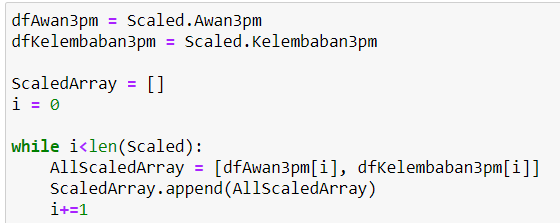 dfAwan3pm = Scaled.Awan3pm
dfKelembaban3pm = Scaled.Kelembaban3pm
ScaledArray = []
i = 0
while i<len(Scaled):
    AllScaledArray = [dfAwan3pm[i], dfKelembaban3pm[i]]
    ScaledArray.append(AllScaledArray)
    i+=1